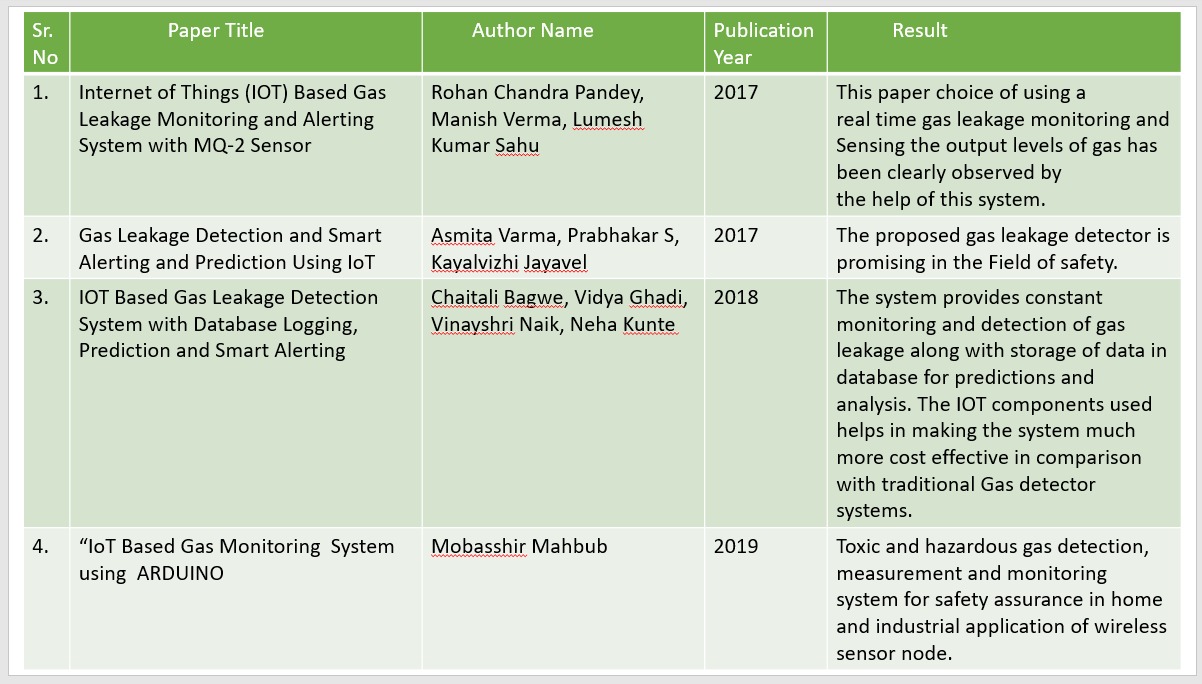 Sr. No
Paper Title
Author Name
Publication Year
Result
1.
Internet of Things (IOT) Based Gas
Leakage Monitoring and Alerting
System with MQ-2 Sensor
Rohan Chandra Pandey,
Manish Verma, Lumesh
Kumar Sahu
2017
This paper choice of using a
real time gas leakage monitoring and
Sensing the output levels of gas has
been clearly observed by
the help of this system.
2.
Gas Leakage Detection and Smart
Alerting and Prediction Using IoT
Asmita Varma, Prabhakar S,
Kayalvizhi Jayavel
2017
The proposed gas leakage detector is
promising in the Field of safety.
3.
IOT Based Gas Leakage Detection
System with Database Logging,
Prediction and Smart Alerting
Chaitali Bagwe, Vidya Ghadi,
Vinayshri Naik, Neha Kunte
2018
The system provides constant
monitoring and detection of gas
leakage along with storage of data in
database for predictions and
analysis. The IOT components used
helps in making the system much
more cost effective in comparison
with traditional Gas detector
systems.
4.
“IoT Based Gas Monitoring  System
using  ARDUINO
Mobasshir Mahbub
2019
Toxic and hazardous gas detection,
measurement and monitoring
system for safety assurance in home
and industrial application of wireless
sensor node.